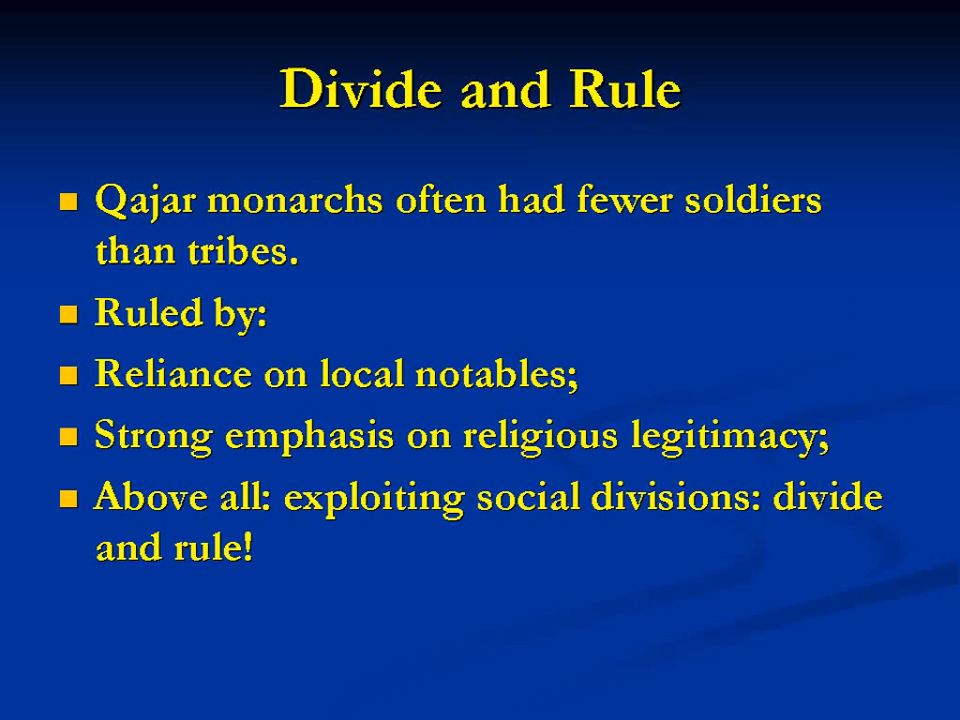 Divide and Rule
Qajar monarchs often had fewer soldiers
than tribes.
Ruled by:
Reliance on local notables;
Strong emphasis on religious legitimacy;
Above all: exploiting social divisions: divide
and rule!